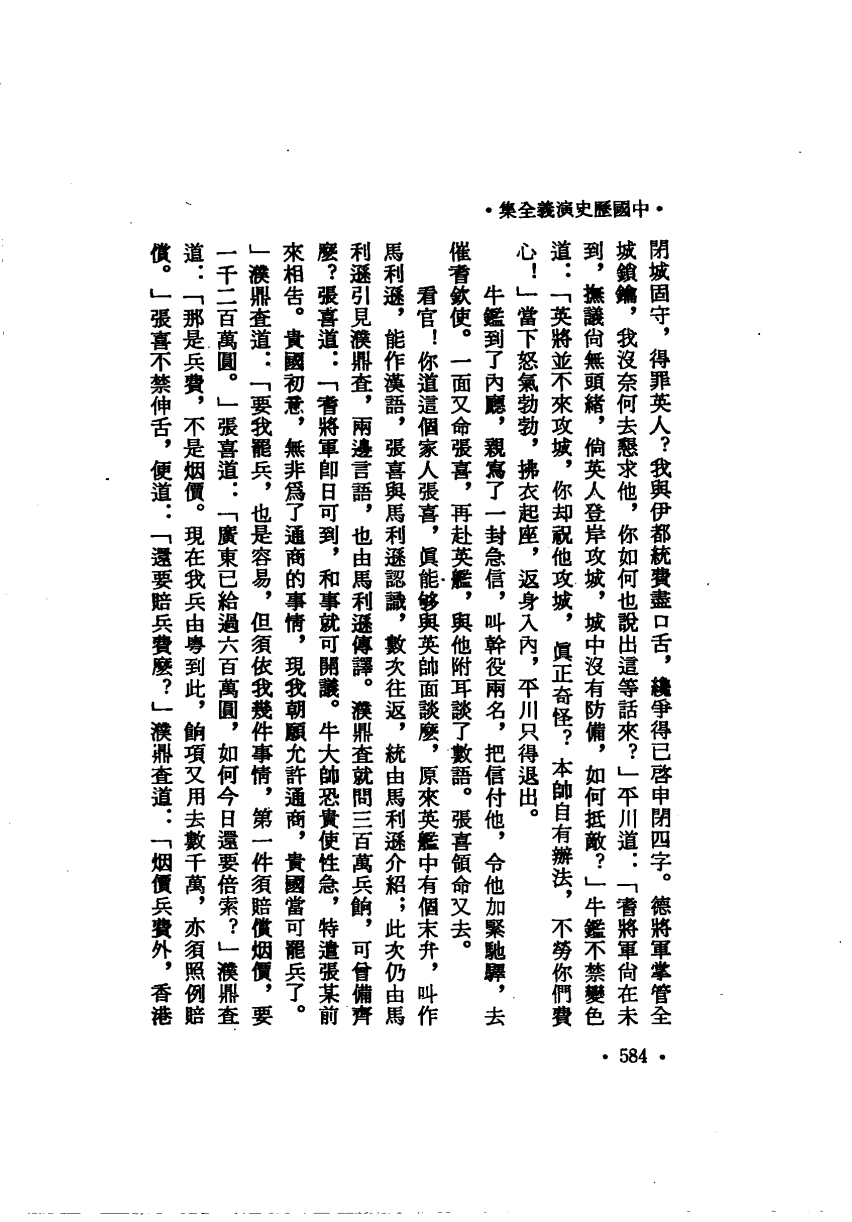 •中國歷史演義全集•
閉城固守，得罪英人？我與伊都統費盡口舌，纔爭得已啓申閉四字。德將軍掌管全
城鎖鑰，我沒奈何去懇求他，你如何也說出這等話來？」平川道：「耆將軍尙在未
到，撫議尙無頭緒，倘英人登岸攻城，城中沒有防備，如何抵敵？」牛鑑不禁變色
道：「英將並不來攻城，你却祝他攻城，眞正奇怪？本帥自有辦法，不勞你們費
心！」當下怒氣勃勃，拂衣起座，返身入內，平川只得退出。
牛鑑到了內廳，親寫了一封急信，叫幹役兩名，把信付他，令他加緊馳驛，去
催耆欽使。一面又命張喜，再赴英艦，與他附耳談了數語。張喜領命又去。
看官！你道這個家人張喜，眞能够與英帥面談麼，原來英艦中有個末弁，叫作
馬利遜，能作漢語，張喜與馬利遜認識，數次往返，統由馬利遜介紹；此次仍由馬
利遜引見濮鼎查，兩邊言語，也由馬利遜傳譯。濮鼎查就問三百萬兵餉，可曾備齊
麼？張喜道：「耆將軍卽日可到，和事就可開議。牛大帥恐貴使性急，特遣張某前
來相告。貴國初意，無非爲了通商的事情，現我朝願允許通商，貴國當可罷兵了。
」濮鼎查道：「要我罷兵，也是容易，但須依我幾件事情，第一件須賠償烟價，要
一千二百萬圓。」張喜道：「廣東已給過六百萬圓，如何今日還要倍索？」濮鼎查
道：「那是兵費，不是烟價。現在我兵由粵到此，餉項又用去數千萬，亦須照例賠
償。」張喜不禁伸舌，便道：「還要賠兵費麼？」濮鼎查道：「烟價兵費外，香港
•584•